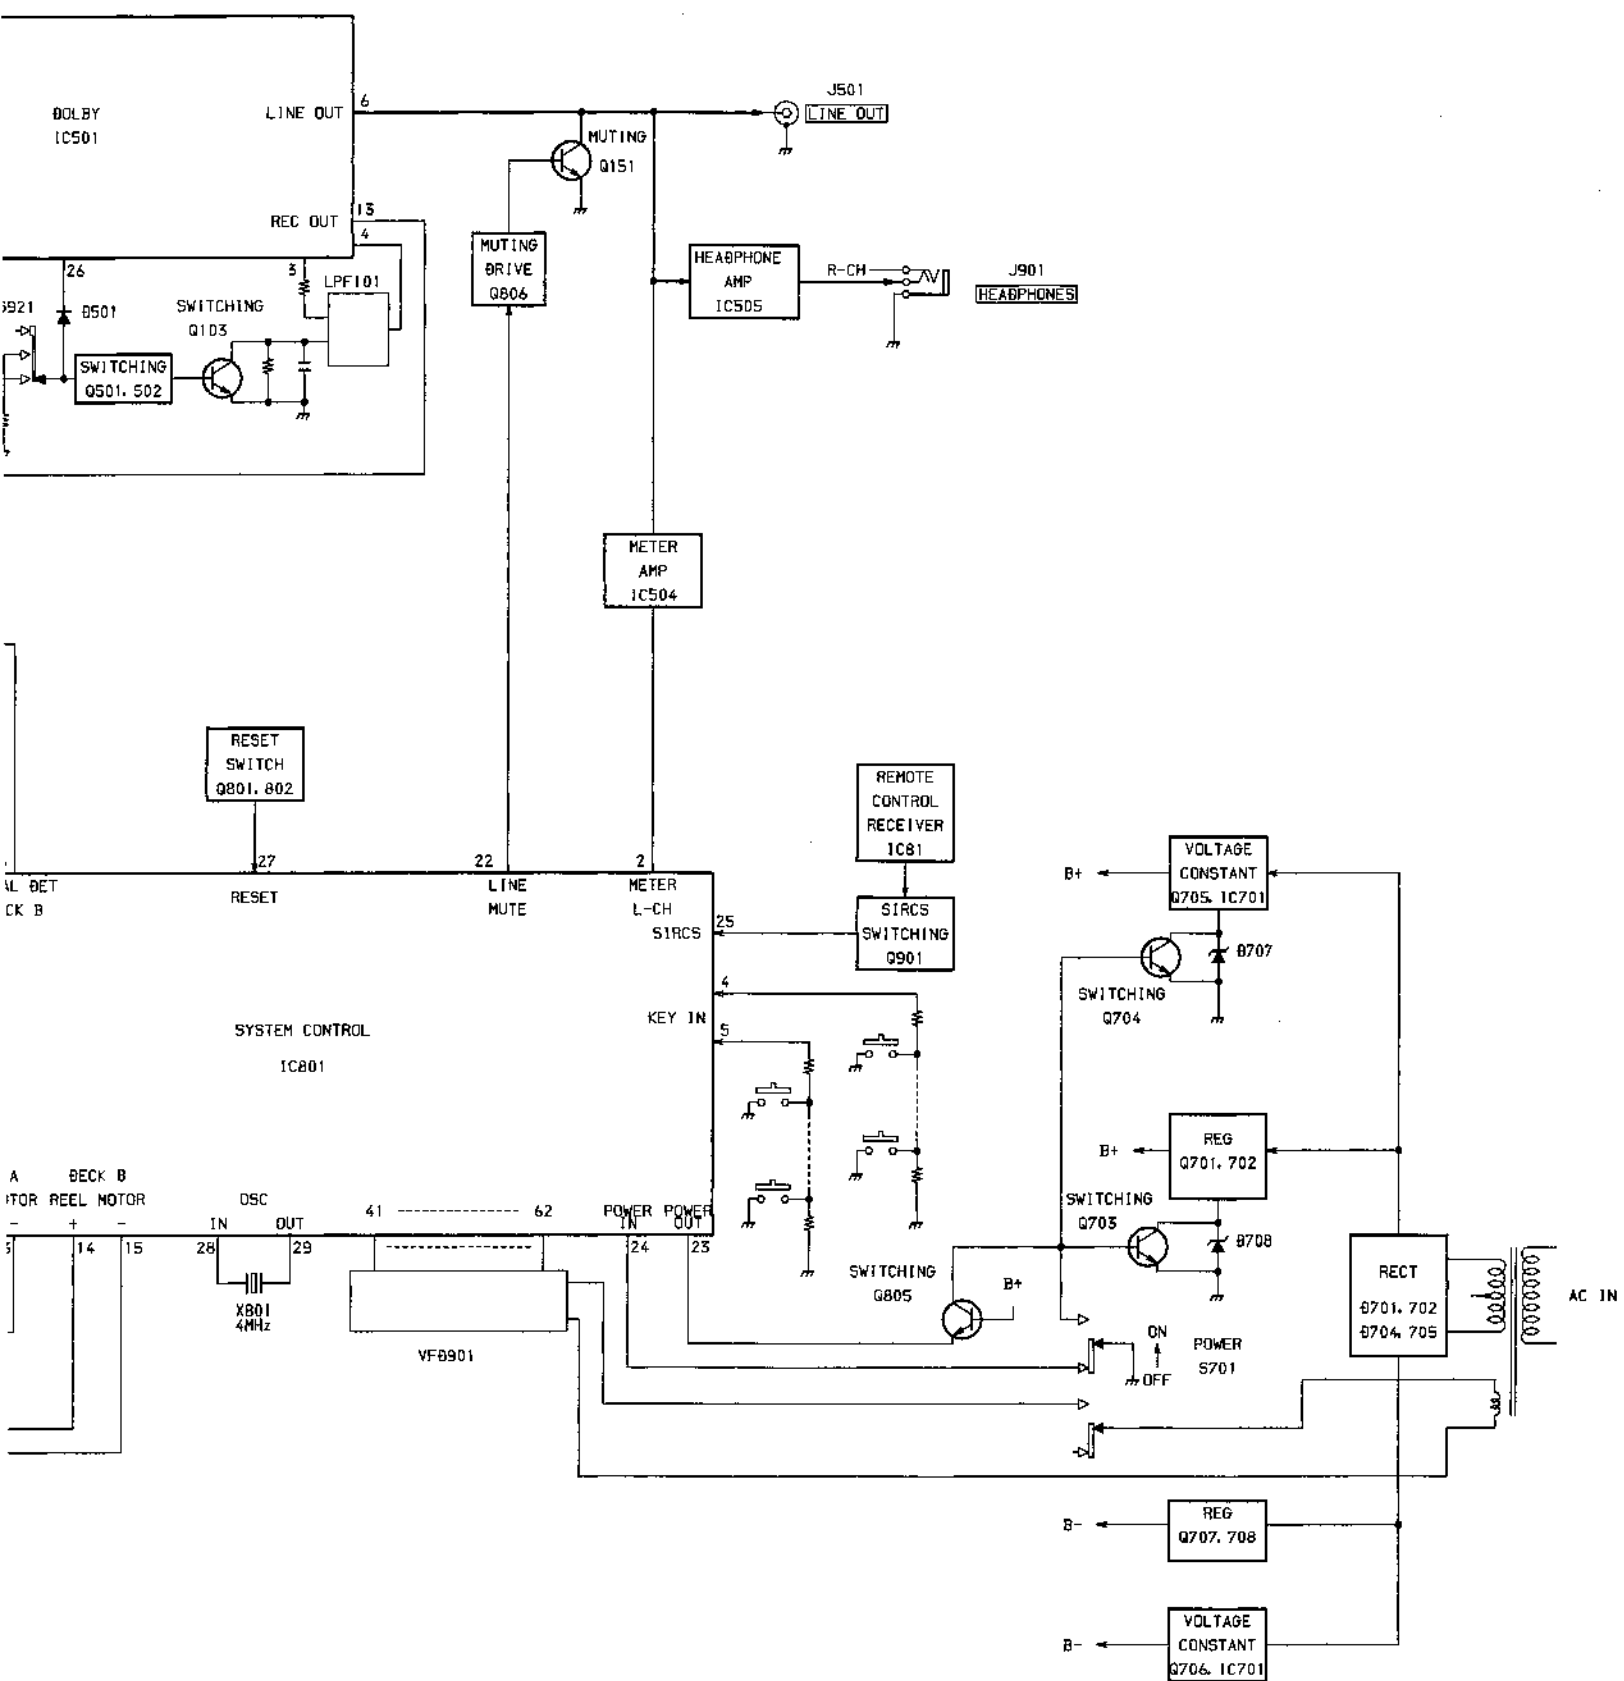 J501
LINE OUT
6
DOLBY
IC501
LINE OUT
MUTING
Q151
REC OUT
13
4
26
3
MUTING
DRIVE
Q806
HEADPHONE
AMP
IC505
R-CH
J901
HEADPHONES
LPF101
SWITCHING
Q103
D501
SWITCHING
Q501, 502
METER
AMP
IC504
RESET
SWITCH
Q801, 802
REMOTE
CONTROL
RECEIVER
IC81
27
22
2
AL DET
CK B
RESET
LINE
MUTE
METER
L-CH
SIRCS
25
SIRCS
SWITCHING
Q901
B+
VOLTAGE
CONSTANT
Q705, IC701
D707
SWITCHING
Q704
4
KEY IN
5
SYSTEM CONTROL
IC801
B+
REG
Q701, 702
SWITCHING
Q703
D708
A
DECK B
TOR REEL MOTOR
OSC
- + -
IN OUT
41
62
POWER POWER
IN OUT
14
15
28
29
24
23
X801
4MHz
VFD901
SWITCHING
Q805
B+
ON
OFF
POWER
S701
RECT
D701, 702
D704, 705
AC IN
B-
REG
Q707, 708
B-
VOLTAGE
CONSTANT
Q706, IC701